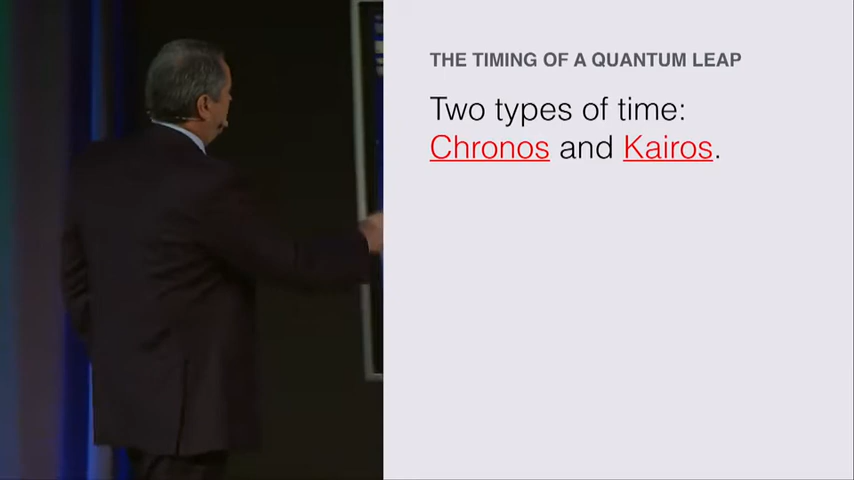 THE TIMING OF A QUANTUM LEAP
Two types of time:
Chronos and Kairos.